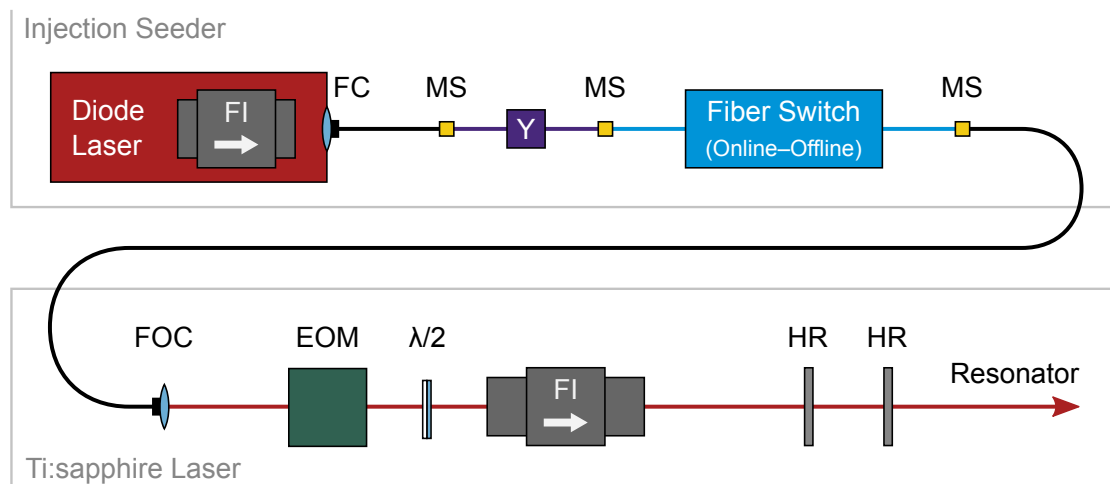 Injection Seeder
Diode
Laser
FI
FC
MS
Y
MS
Fiber Switch
(Online–Offline)
MS
FOC
EOM
λ/2
FI
HR
HR
Resonator
Ti:sapphire Laser